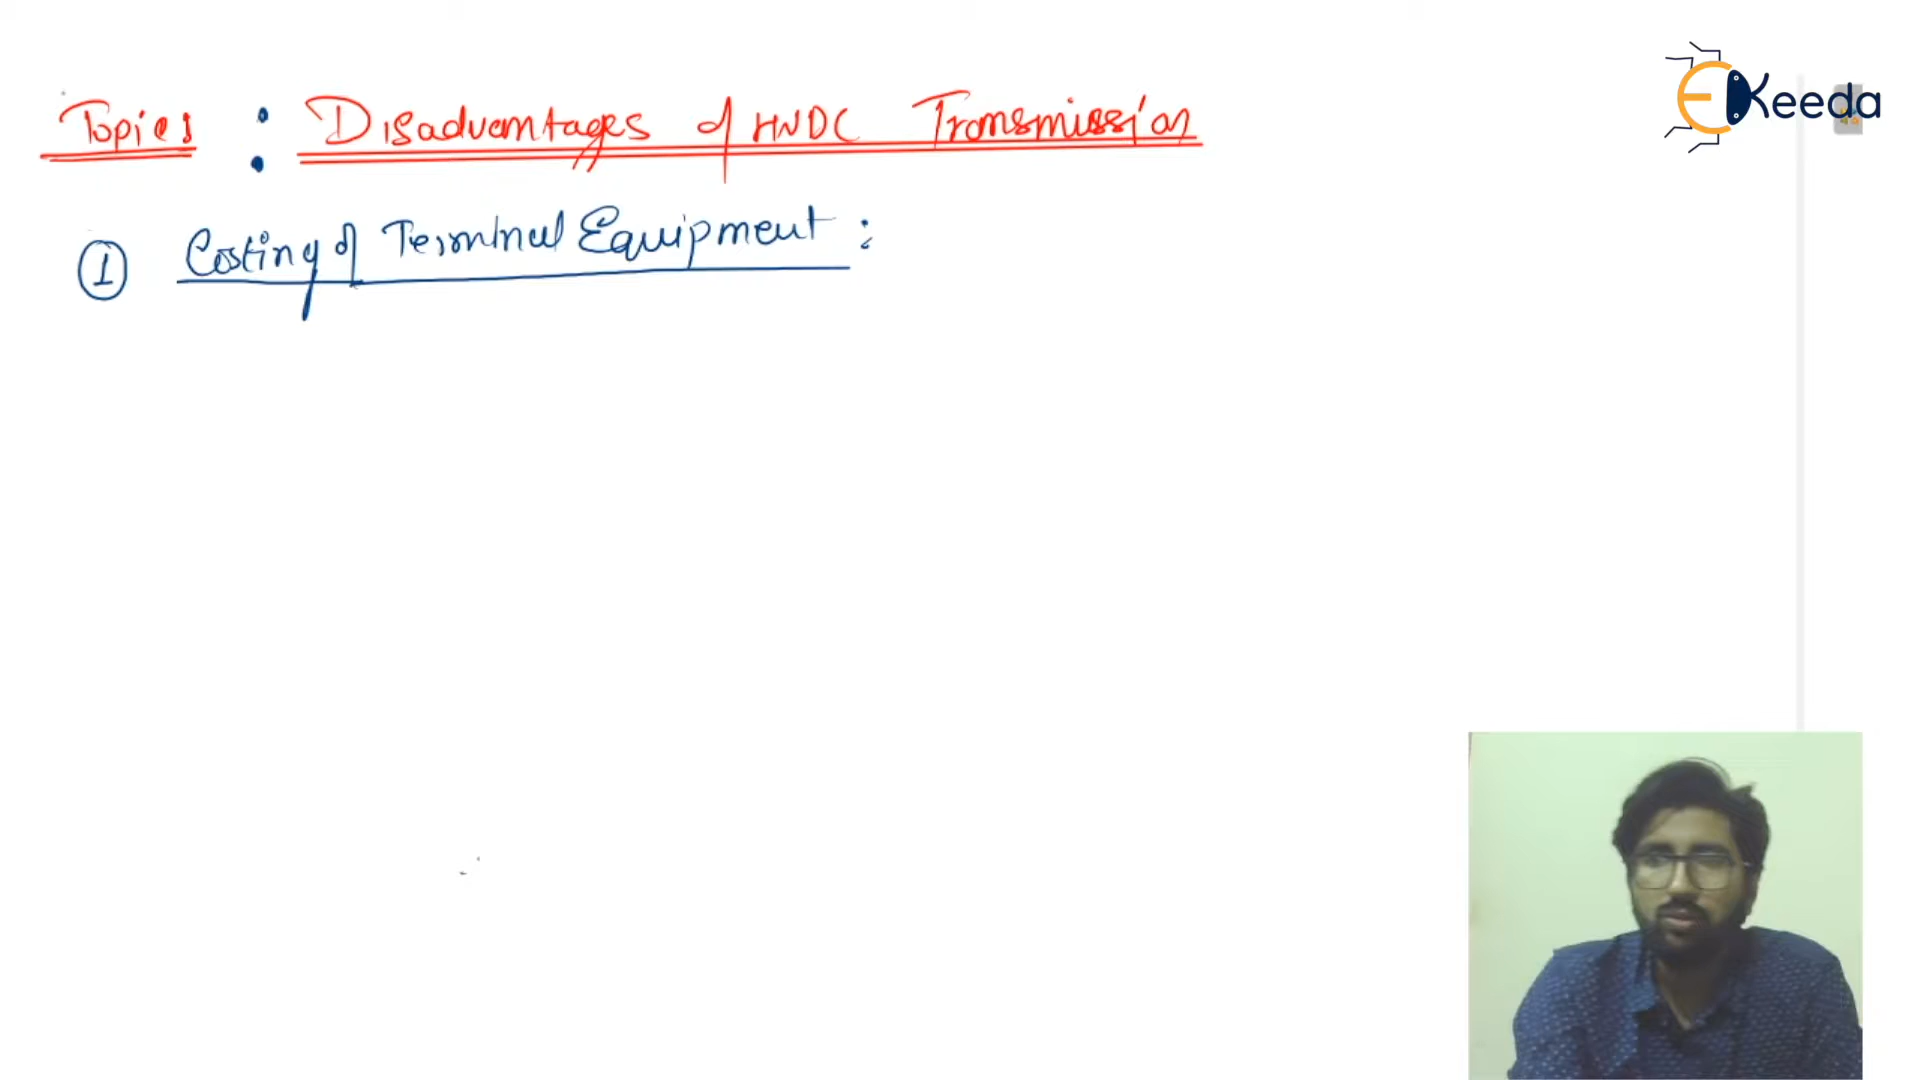 EKeeda
Topics : Disadvantages of HVDC Transmission
① Costing of Terminal Equipment :